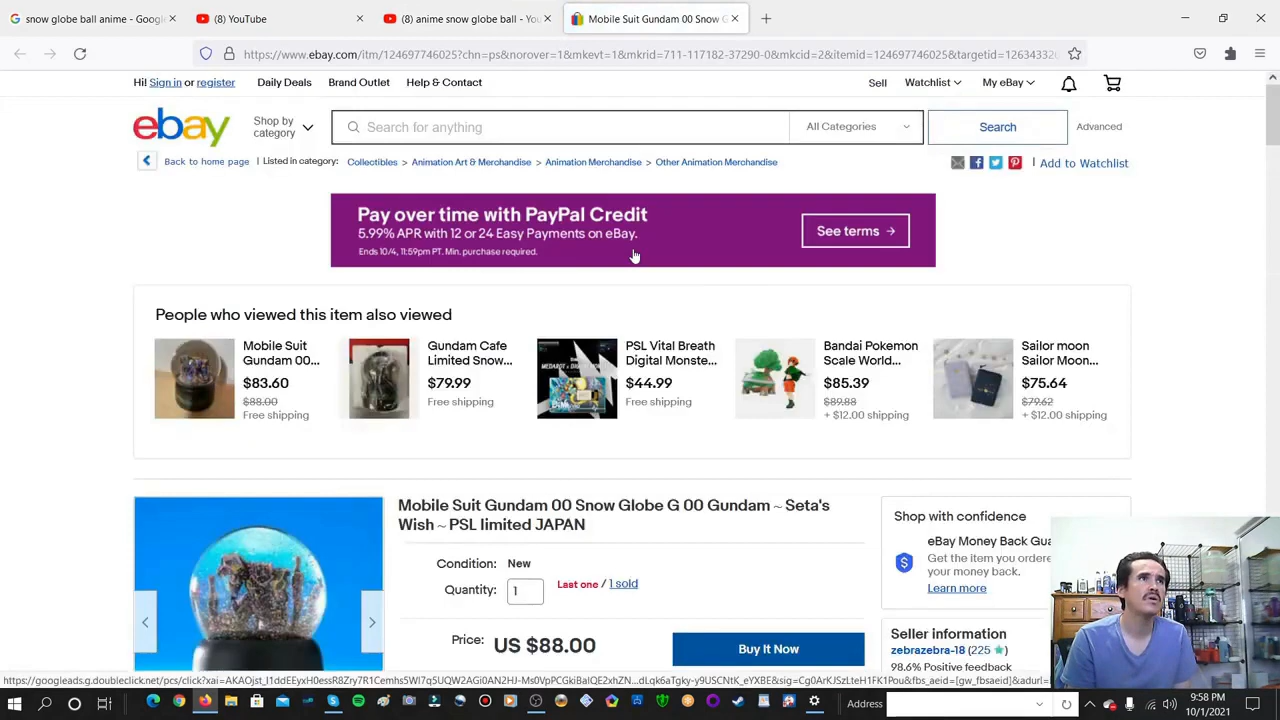 snow globe ball anime - Google
(8) YouTube
(8) anime snow globe ball - You
Mobile Suit Gundam 00 Snow G
https://www.ebay.com/itm/124697746025?chn=ps&norover=1&mkevt=1&mkrid=711-117182-37290-0&mkcid=2&itemid=124697746025&targetid=12634332
Hi! Sign in or register
Daily Deals
Brand Outlet
Help & Contact
Sell
Watchlist
My eBay
ebay
Shop by
category
Search for anything
All Categories
Search
Advanced
Back to home page
| Listed in category:
Collectibles > Animation Art & Merchandise > Animation Merchandise > Other Animation Merchandise
| Add to Watchlist
Pay over time with PayPal Credit
5.99% APR with 12 or 24 Easy Payments on eBay.
Ends 10/4, 11:59pm PT. Min. purchase required.
See terms
People who viewed this item also viewed
Mobile Suit
Gundam 00...
$83.60
$88.00
Free shipping
Gundam Cafe
Limited Snow...
$79.99
Free shipping
PSL Vital Breath
Digital Monste...
$44.99
Free shipping
Bandai Pokemon
Scale World...
$85.39
$89.88
+ $12.00 shipping
Sailor moon
Sailor Moon...
$75.64
$79.62
+ $12.00 shipping
Mobile Suit Gundam 00 Snow Globe G 00 Gundam ~ Seta's
Wish ~ PSL limited JAPAN
Condition: New
Quantity: 1
Last one / 1 sold
Price: US $88.00
Buy It Now
Shop with confidence
eBay Money Back Gua
Get the item you ordere
your money back.
Learn more
Seller information
zebrazebra-18 (225)
98.6% Positive feedback
Address
9:58 PM
10/1/2021